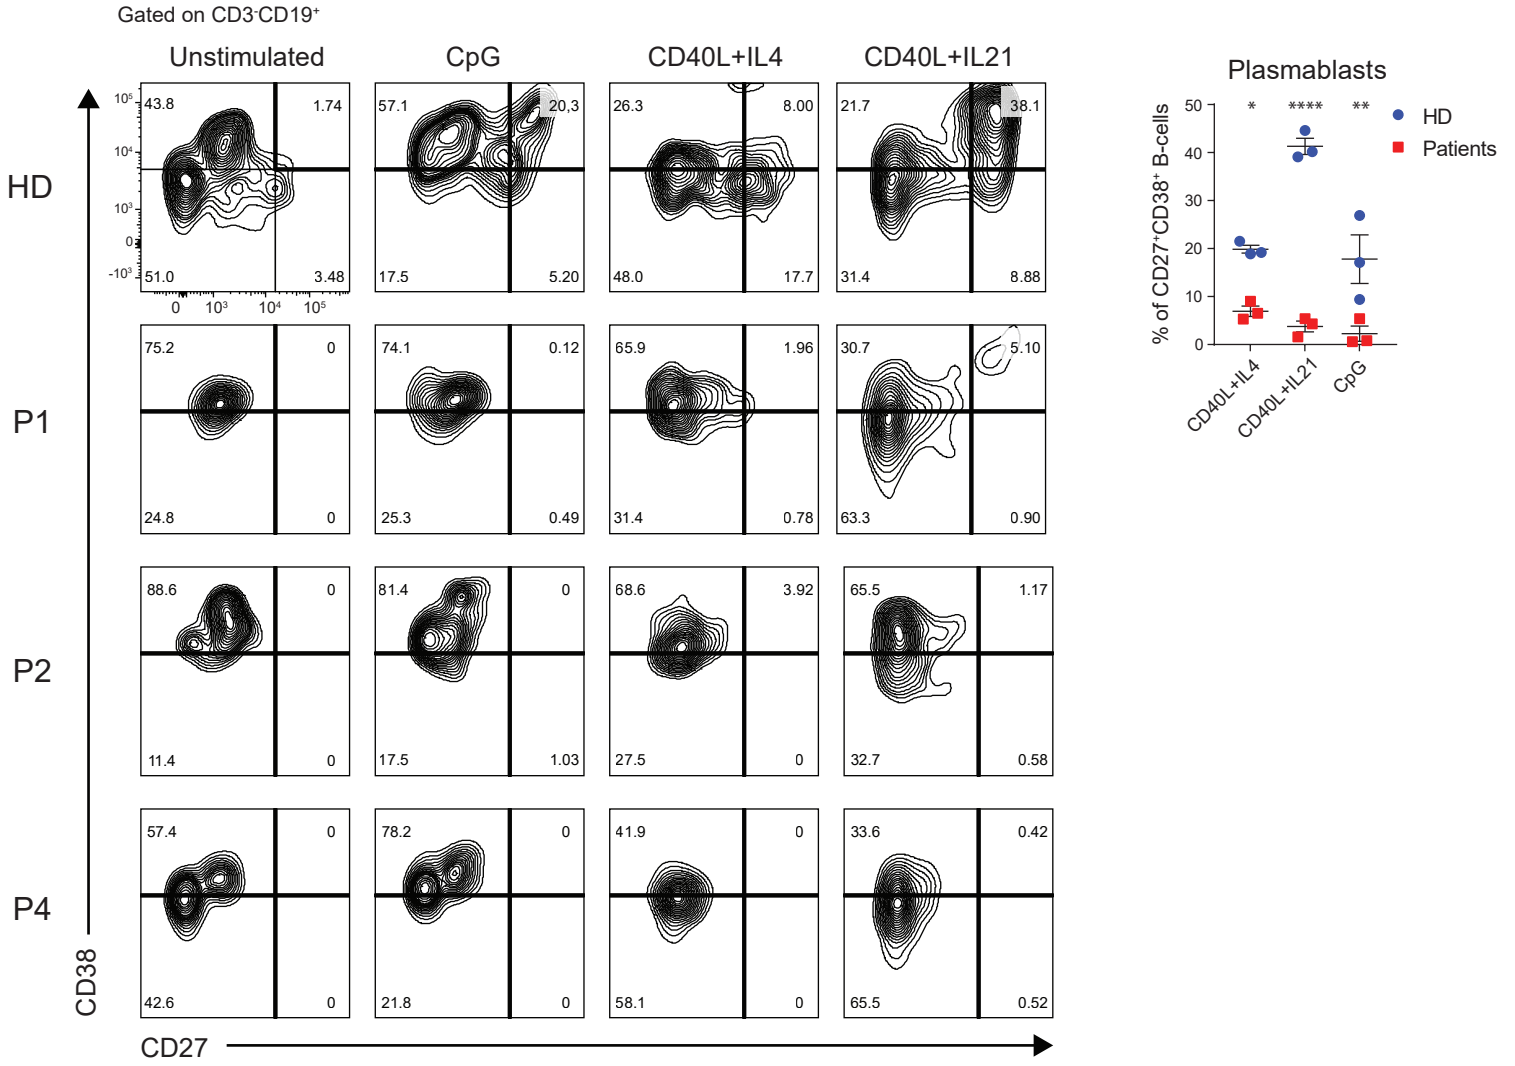 Gated on CD3-CD19+
Unstimulated CpG CD40L+IL4 CD40L+IL21
HD
10⁵
10⁴
10³
0
-10³
0 10³ 10⁴ 10⁵
43.8 1.74
51.0 3.48
57.1 20,3
17.5 5.20
26.3 8.00
48.0 17.7
21.7 38.1
31.4 8.88
P1
75.2 0
24.8 0
74.1 0.12
25.3 0.49
65.9 1.96
31.4 0.78
30.7 5.10
63.3 0.90
P2
88.6 0
11.4 0
81.4 0
17.5 1.03
68.6 3.92
27.5 0
65.5 1.17
32.7 0.58
P4
57.4 0
42.6 0
78.2 0
21.8 0
41.9 0
58.1 0
33.6 0.42
65.5 0.52
CD38
CD27
Plasmablasts
% of CD27+CD38+ B-cells
50
40
30
20
10
0
* **** **
HD
Patients
CD40L+IL4
CD40L+IL21
CpG